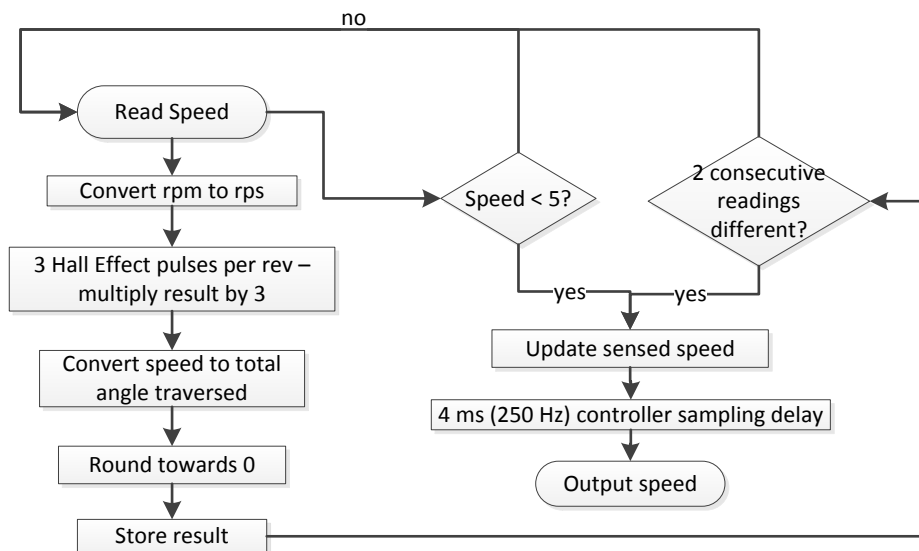 no
Read Speed
Convert rpm to rps
3 Hall Effect pulses per rev –
multiply result by 3
Convert speed to total
angle traversed
Round towards 0
Store result
Speed < 5?
2 consecutive
readings
different?
yes
yes
Update sensed speed
4 ms (250 Hz) controller sampling delay
Output speed